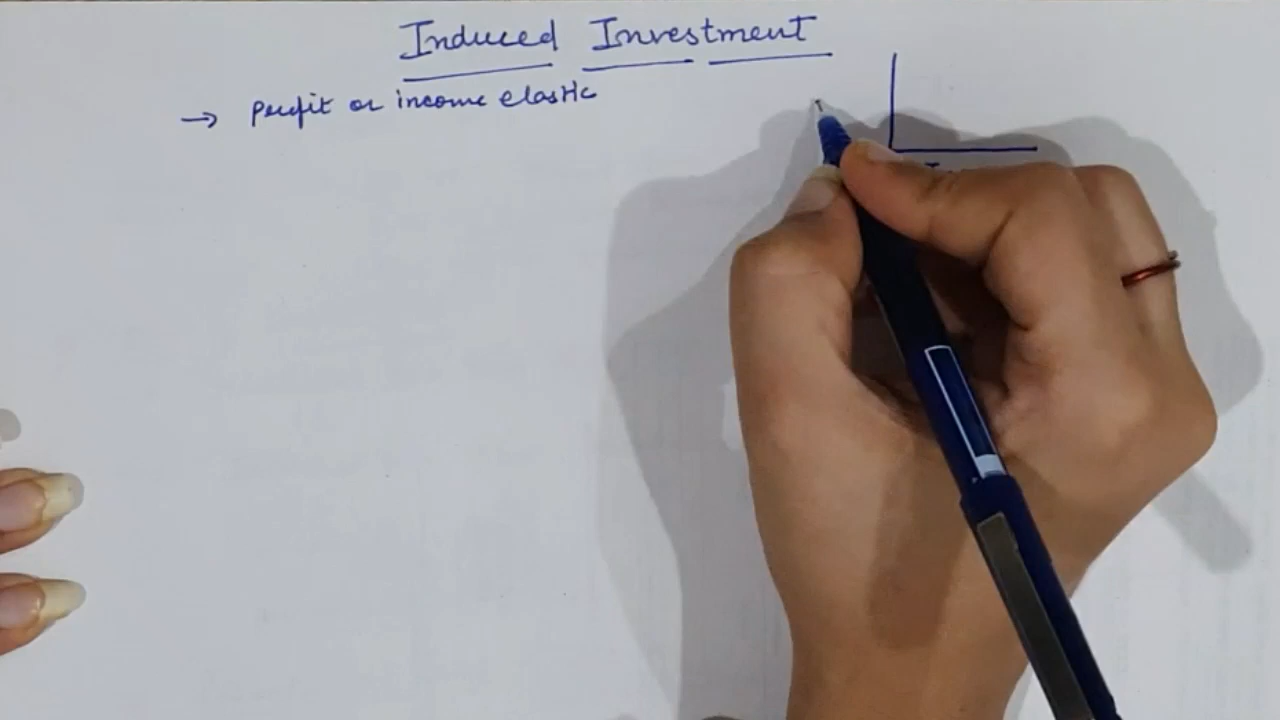 Induced Investment
→ Profit or income elastic